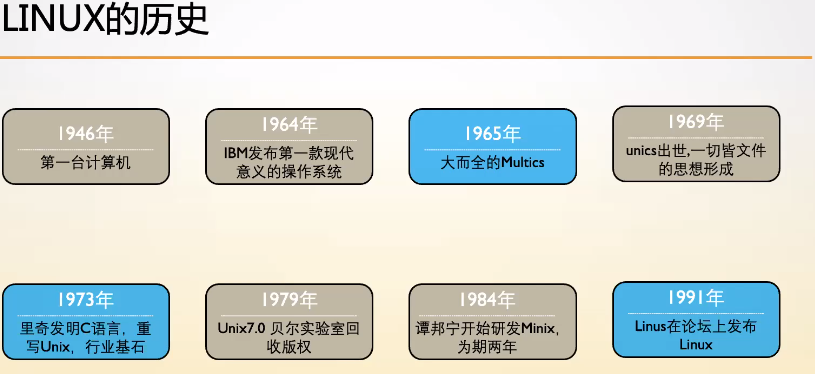 LINUX的历史
1946年
第一台计算机
1964年
IBM发布第一款现代
意义的操作系统
1965年
大而全的Multics
1969年
unics出世,一切皆文件
的思想形成
1973年
里奇发明C语言，重
写Unix，行业基石
1979年
Unix7.0 贝尔实验室回
收版权
1984年
谭邦宁开始研发Minix，
为期两年
1991年
Linus在论坛上发布
Linux